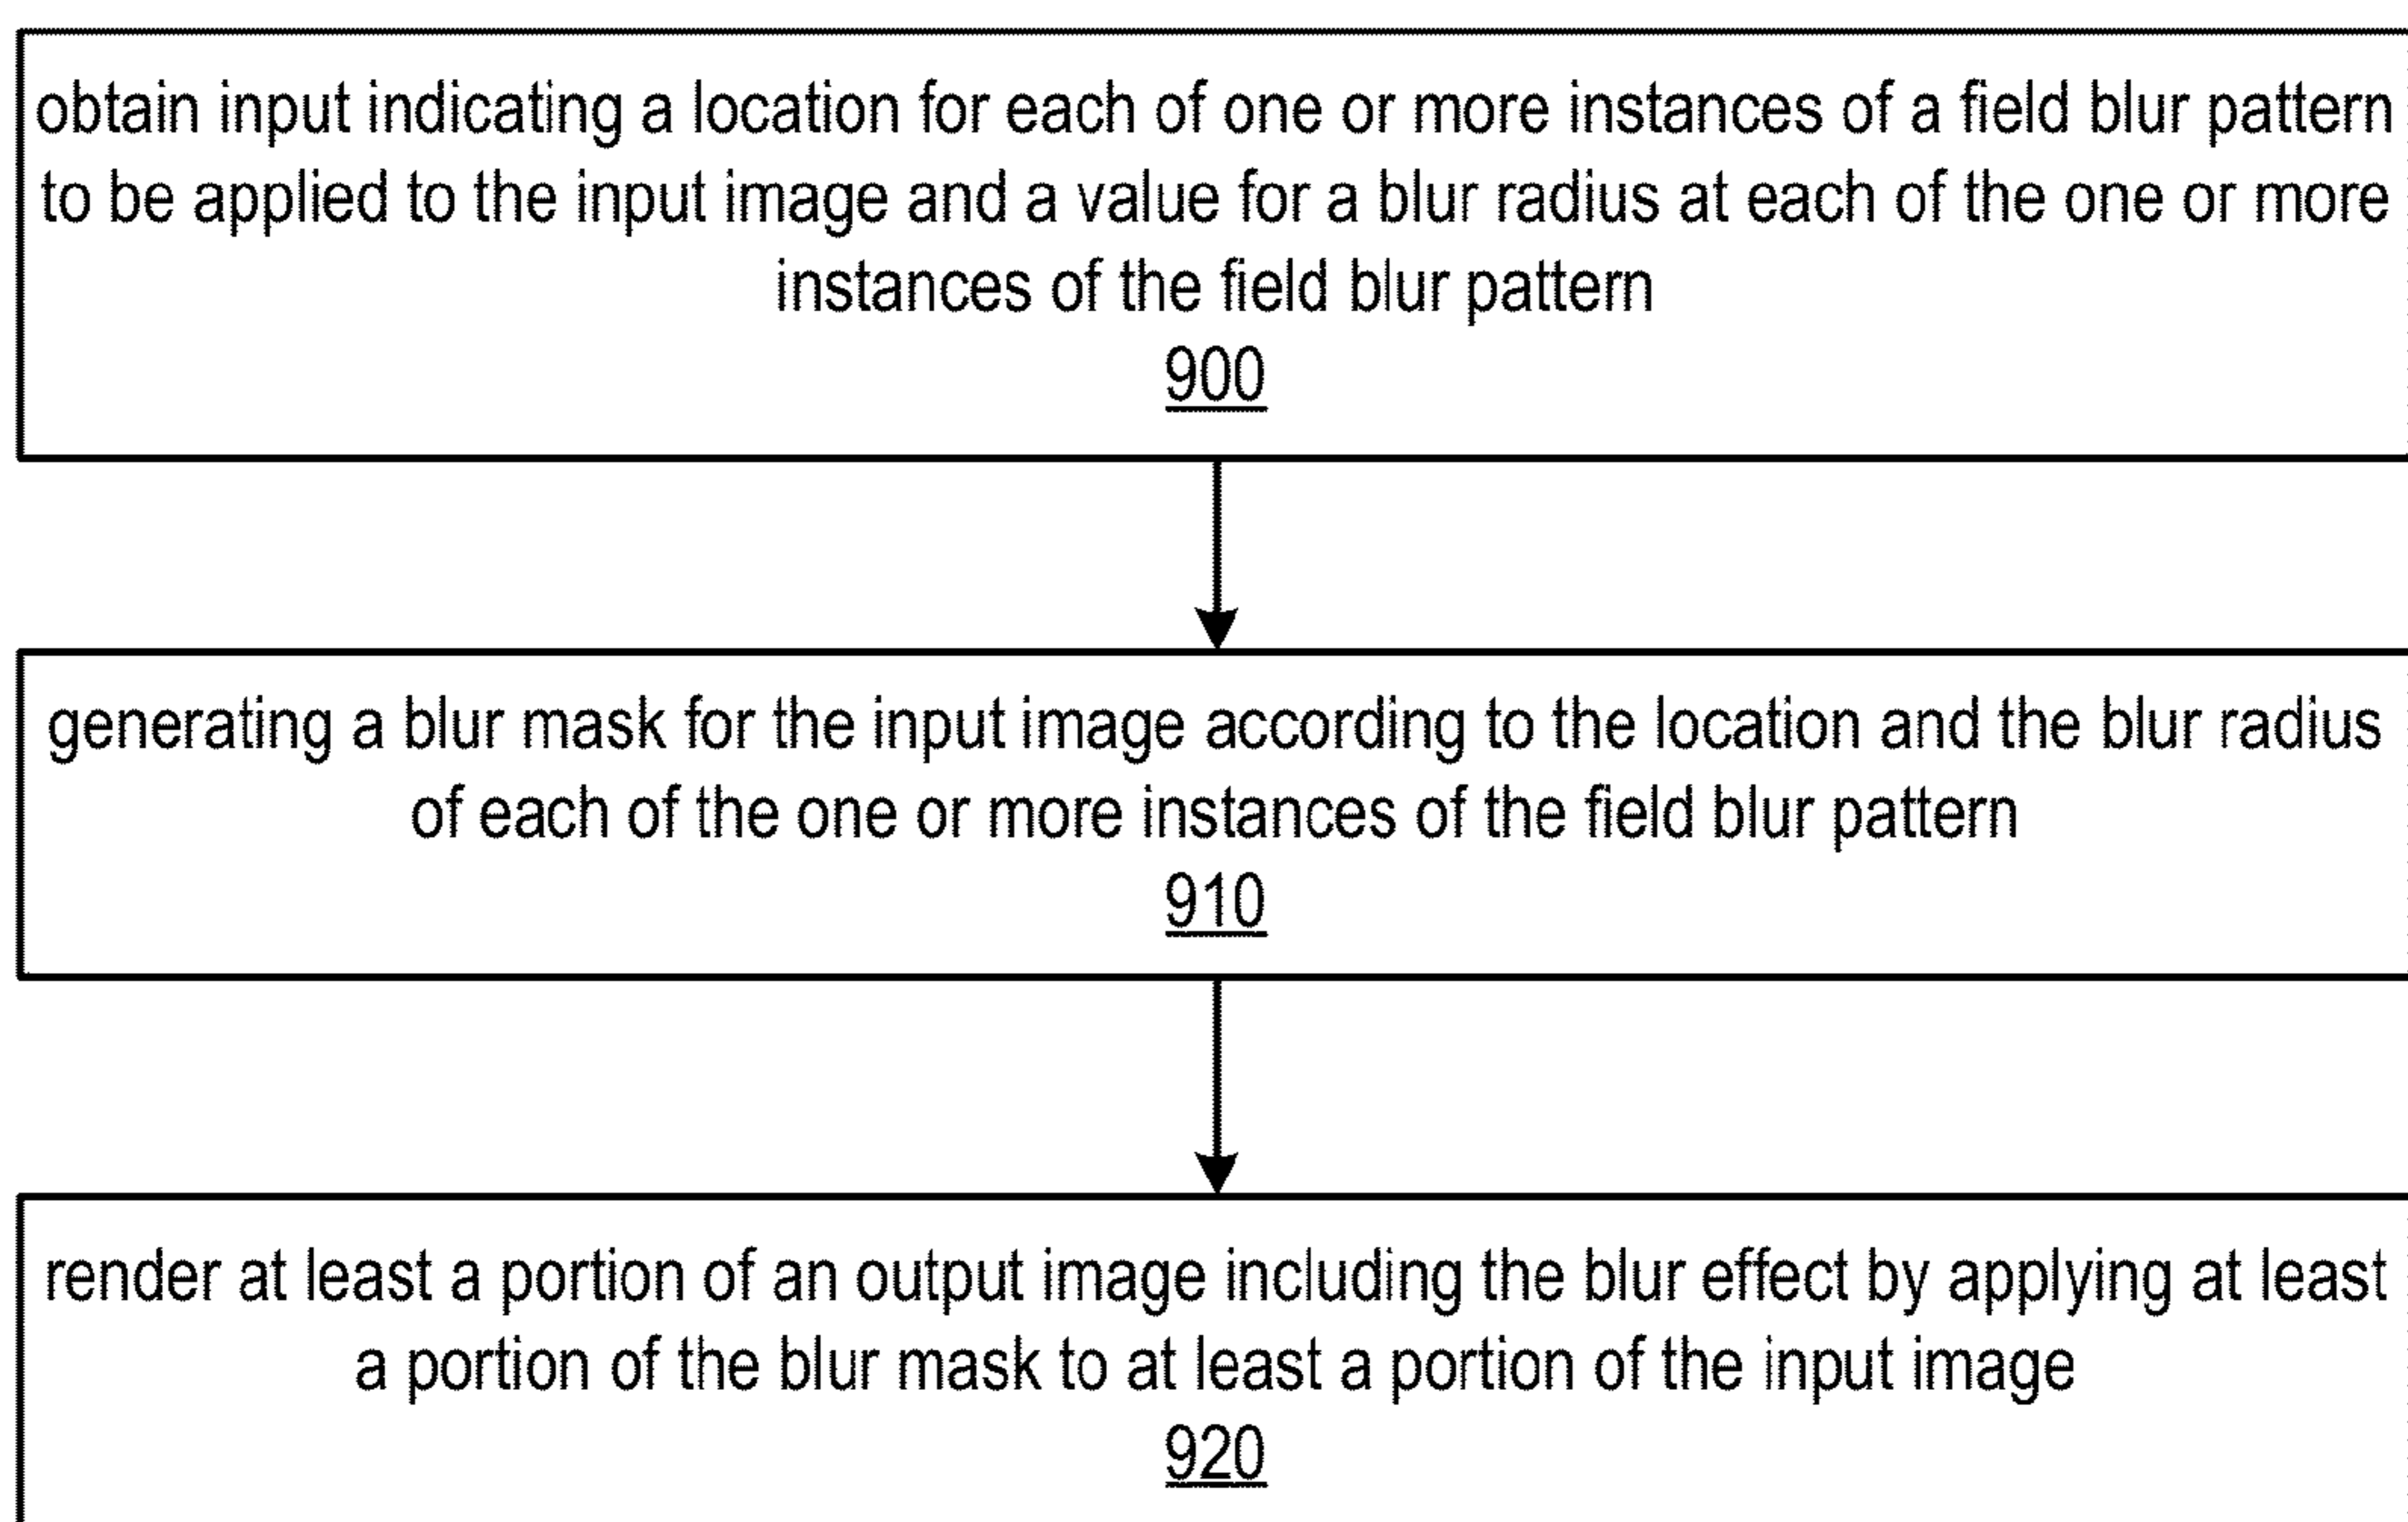 obtain input indicating a location for each of one or more instances of a field blur pattern
to be applied to the input image and a value for a blur radius at each of the one or more
instances of the field blur pattern
900
generating a blur mask for the input image according to the location and the blur radius
of each of the one or more instances of the field blur pattern
910
render at least a portion of an output image including the blur effect by applying at least
a portion of the blur mask to at least a portion of the input image
920